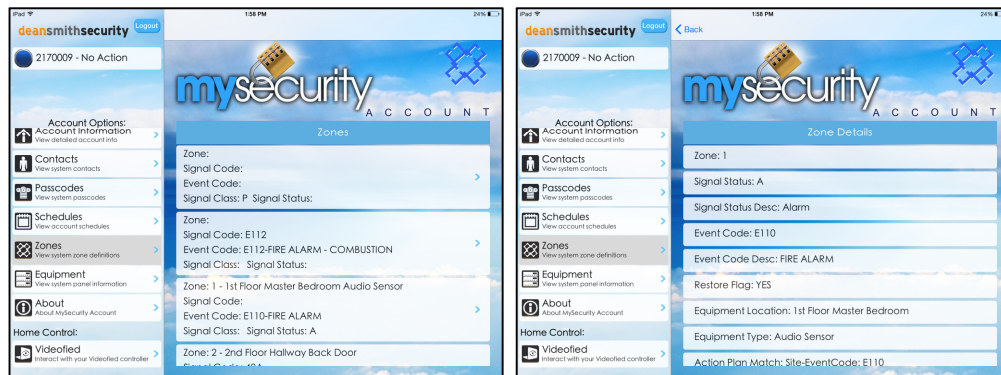 iPad
1:58 PM
24%
deansmithsecurity
Logout
2170009 - No Action
Account Options:
Account Information
View detailed account info
Contacts
View system contacts
Passcodes
View system passcodes
Schedules
View account schedules
Zones
View system zone definitions
Equipment
View system panel information
About
About MySecurity Account
Home Control:
Videofied
Interact with your Videofied controller
mysecurity
ACCOUNT
Zones
Zone:
Signal Code:
Event Code:
Signal Class: P Signal Status:
Zone:
Signal Code: E112
Event Code: E112-FIRE ALARM - COMBUSTION
Signal Class: Signal Status:
Zone: 1 - 1st Floor Master Bedroom Audio Sensor
Signal Code:
Event Code: E110-FIRE ALARM
Signal Class: Signal Status: A
Zone: 2 - 2nd Floor Hallway Back Door
iPad
1:58 PM
24%
deansmithsecurity
Logout
Back
2170009 - No Action
Account Options:
Account Information
View detailed account info
Contacts
View system contacts
Passcodes
View system passcodes
Schedules
View account schedules
Zones
View system zone definitions
Equipment
View system panel information
About
About MySecurity Account
Home Control:
Videofied
Interact with your Videofied controller
mysecurity
ACCOUNT
Zone Details
Zone: 1
Signal Status: A
Signal Status Desc: Alarm
Event Code: E110
Event Code Desc: FIRE ALARM
Restore Flag: YES
Equipment Location: 1st Floor Master Bedroom
Equipment Type: Audio Sensor
Action Plan Match: Site-EventCode: E110